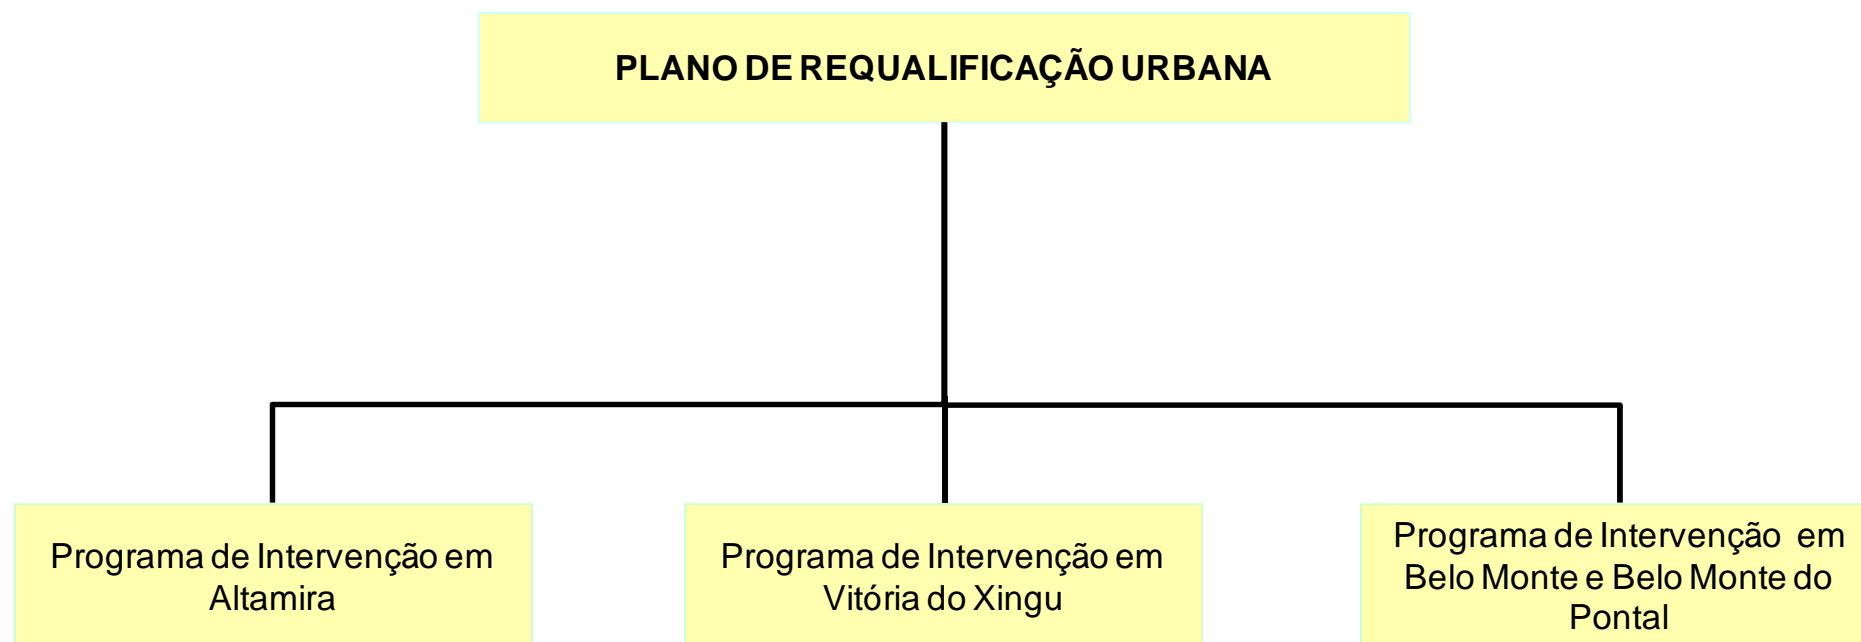 PLANO DE REQUALIFICAÇÃO URBANA
Programa de Intervenção em
Altamira
Programa de Intervenção em
Vitória do Xingu
Programa de Intervenção em
Belo Monte e Belo Monte do
Pontal